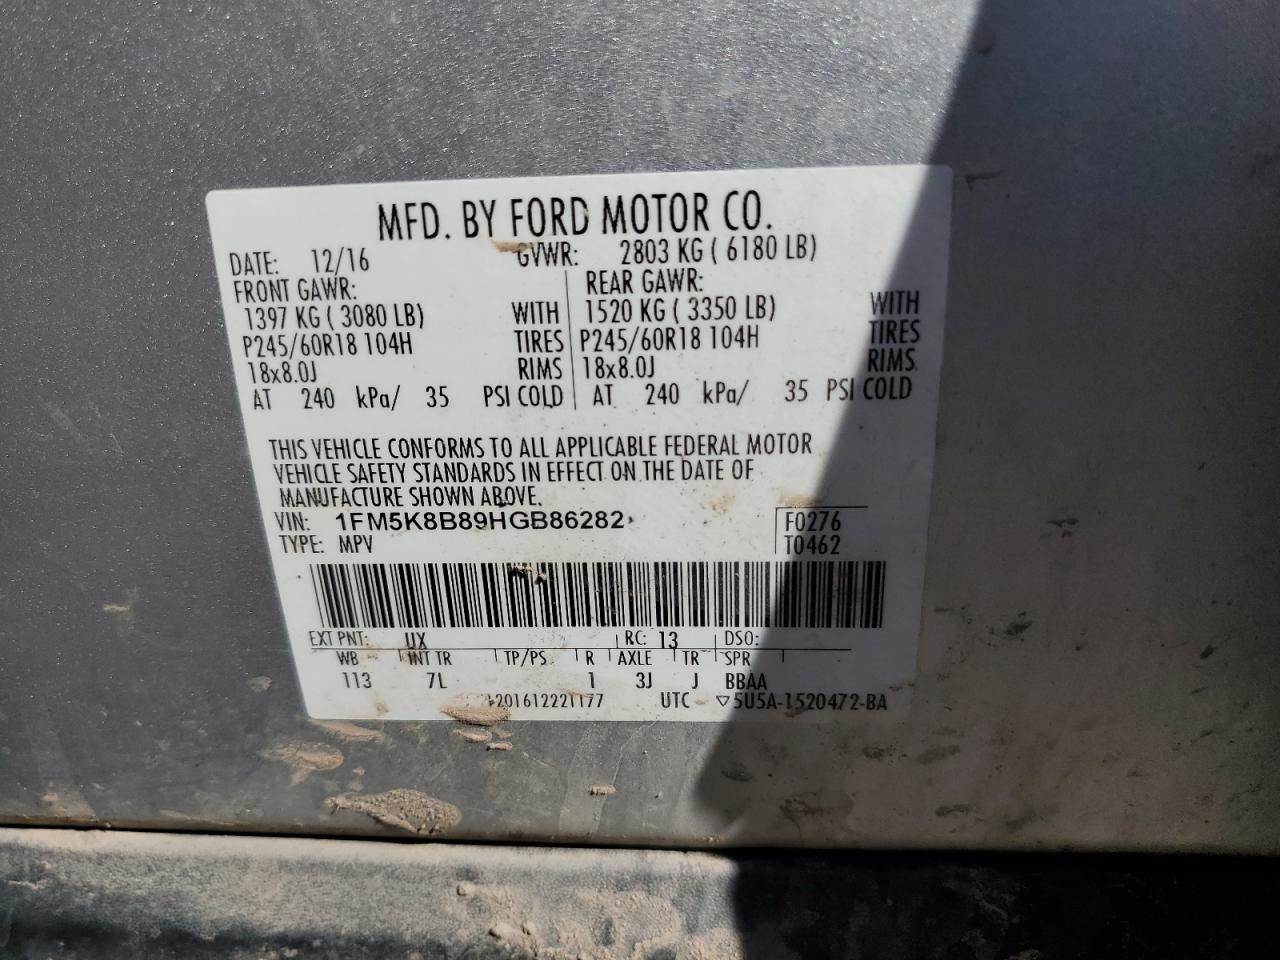 MFD. BY FORD MOTOR CO.
DATE: 12/16 GVWR: 2803 KG ( 6180 LB)
FRONT GAWR: REAR GAWR:
1397 KG ( 3080 LB) WITH 1520 KG ( 3350 LB) WITH
P245/60R18 104H TIRES P245/60R18 104H TIRES
18x8.0J RIMS 18x8.0J RIMS
AT 240 kPa/ 35 PSI COLD AT 240 kPa/ 35 PSI COLD
THIS VEHICLE CONFORMS TO ALL APPLICABLE FEDERAL MOTOR
VEHICLE SAFETY STANDARDS IN EFFECT ON THE DATE OF
MANUFACTURE SHOWN ABOVE.
VIN: 1FM5K8B89HGB86282 F0276
TYPE: MPV T0462
EXT PNT: UX RC: 13 DSO:
WB INT TR TP/PS R AXLE TR SPR
113 7L 1 3J J BBAA
201612221177 UTC ▽5U5A-1520472-BA